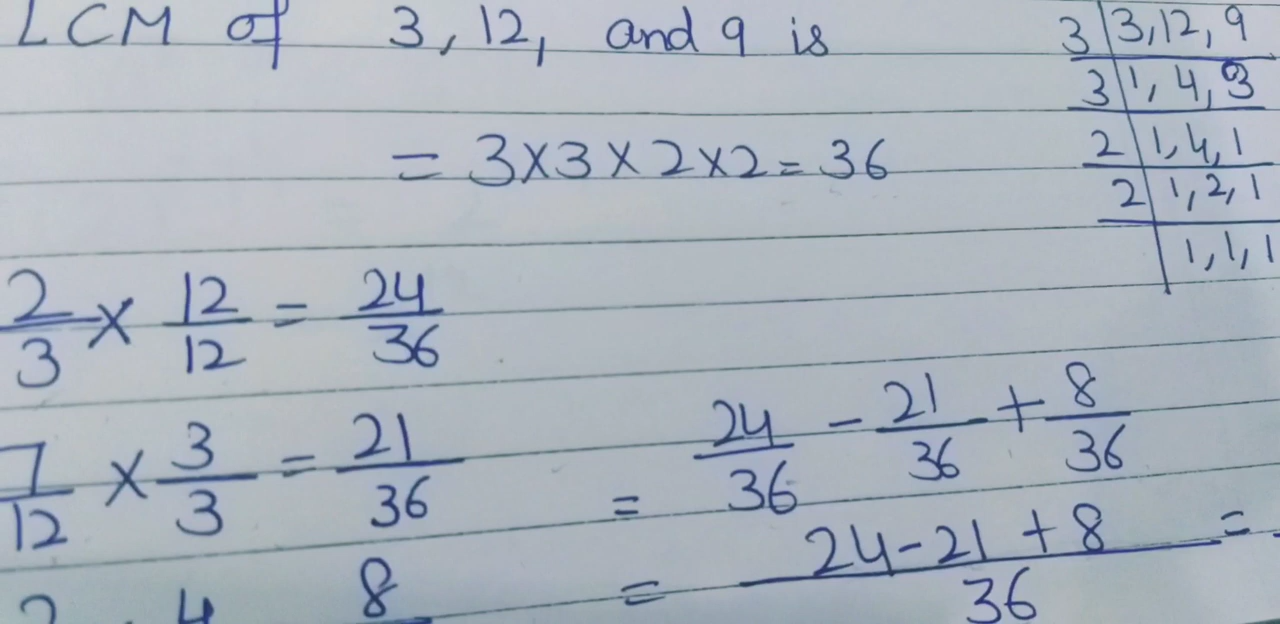 LCM of 3, 12, and 9 is
= 3×3×2×2 = 36
3 | 3, 12, 9
3 | 1, 4, 3
2 | 1, 4, 1
2 | 1, 2, 1
1, 1, 1
2/3 × 12/12 = 24/36
7/12 × 3/3 = 21/36
= 24/36 - 21/36 + 8/36
= 24-21+8/36 =
4 8